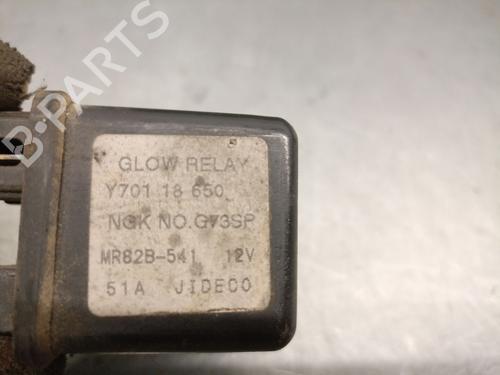 B-PARTS
GLOW RELAY
Y701 18 650
NGK NO.G73SP
MR82B-541 12V
51A JIDECO